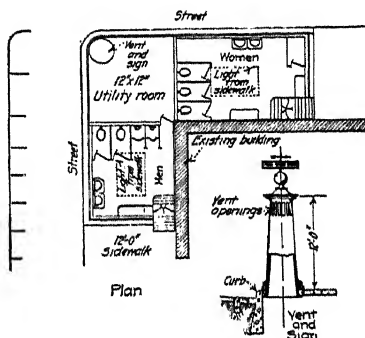 Street
Vent
and
sign
12'x12'
Utility room
Women
Light
from
sidewalk
Street
Light
from
sidewalk
Men
Existing building
Vent
openings
12'-0"
Sidewalk
Plan
Curb
Vent
and
Sign